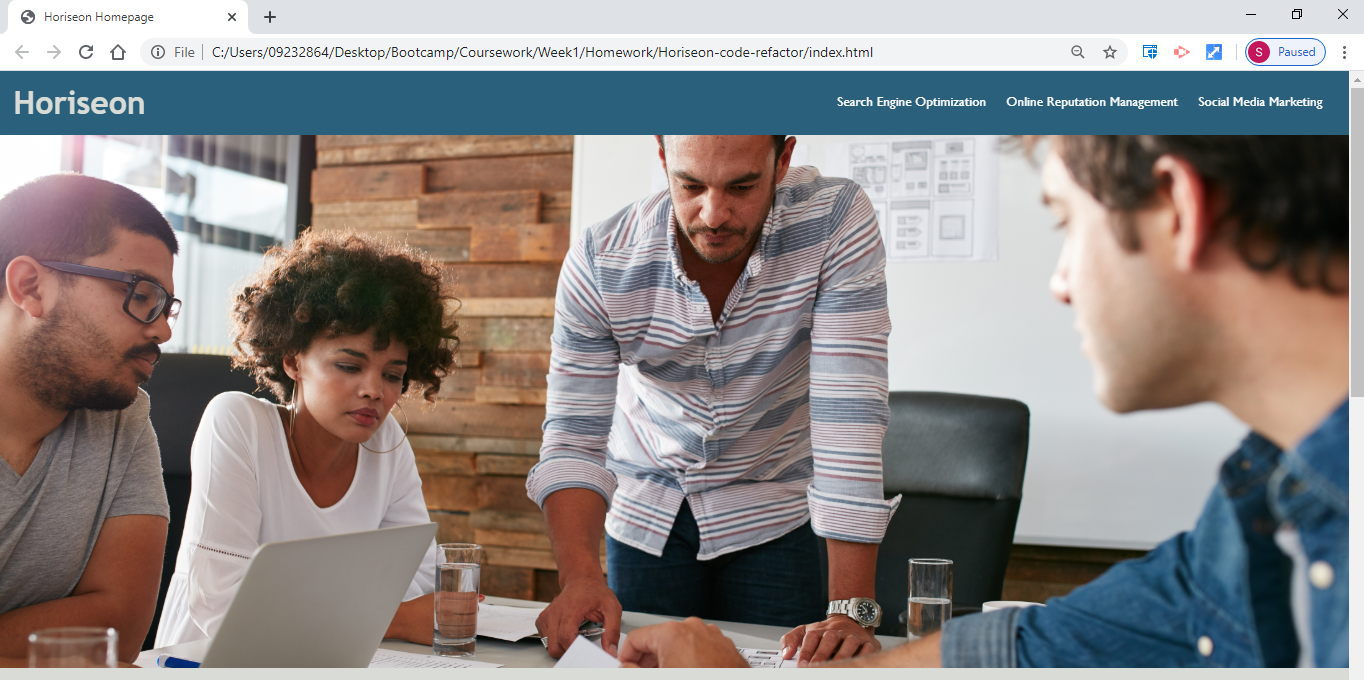 Horiseon Homepage
File C:/Users/09232864/Desktop/Bootcamp/Coursework/Week1/Homework/Horiseon-code-refactor/index.html S Paused
Horiseon Search Engine Optimization Online Reputation Management Social Media Marketing